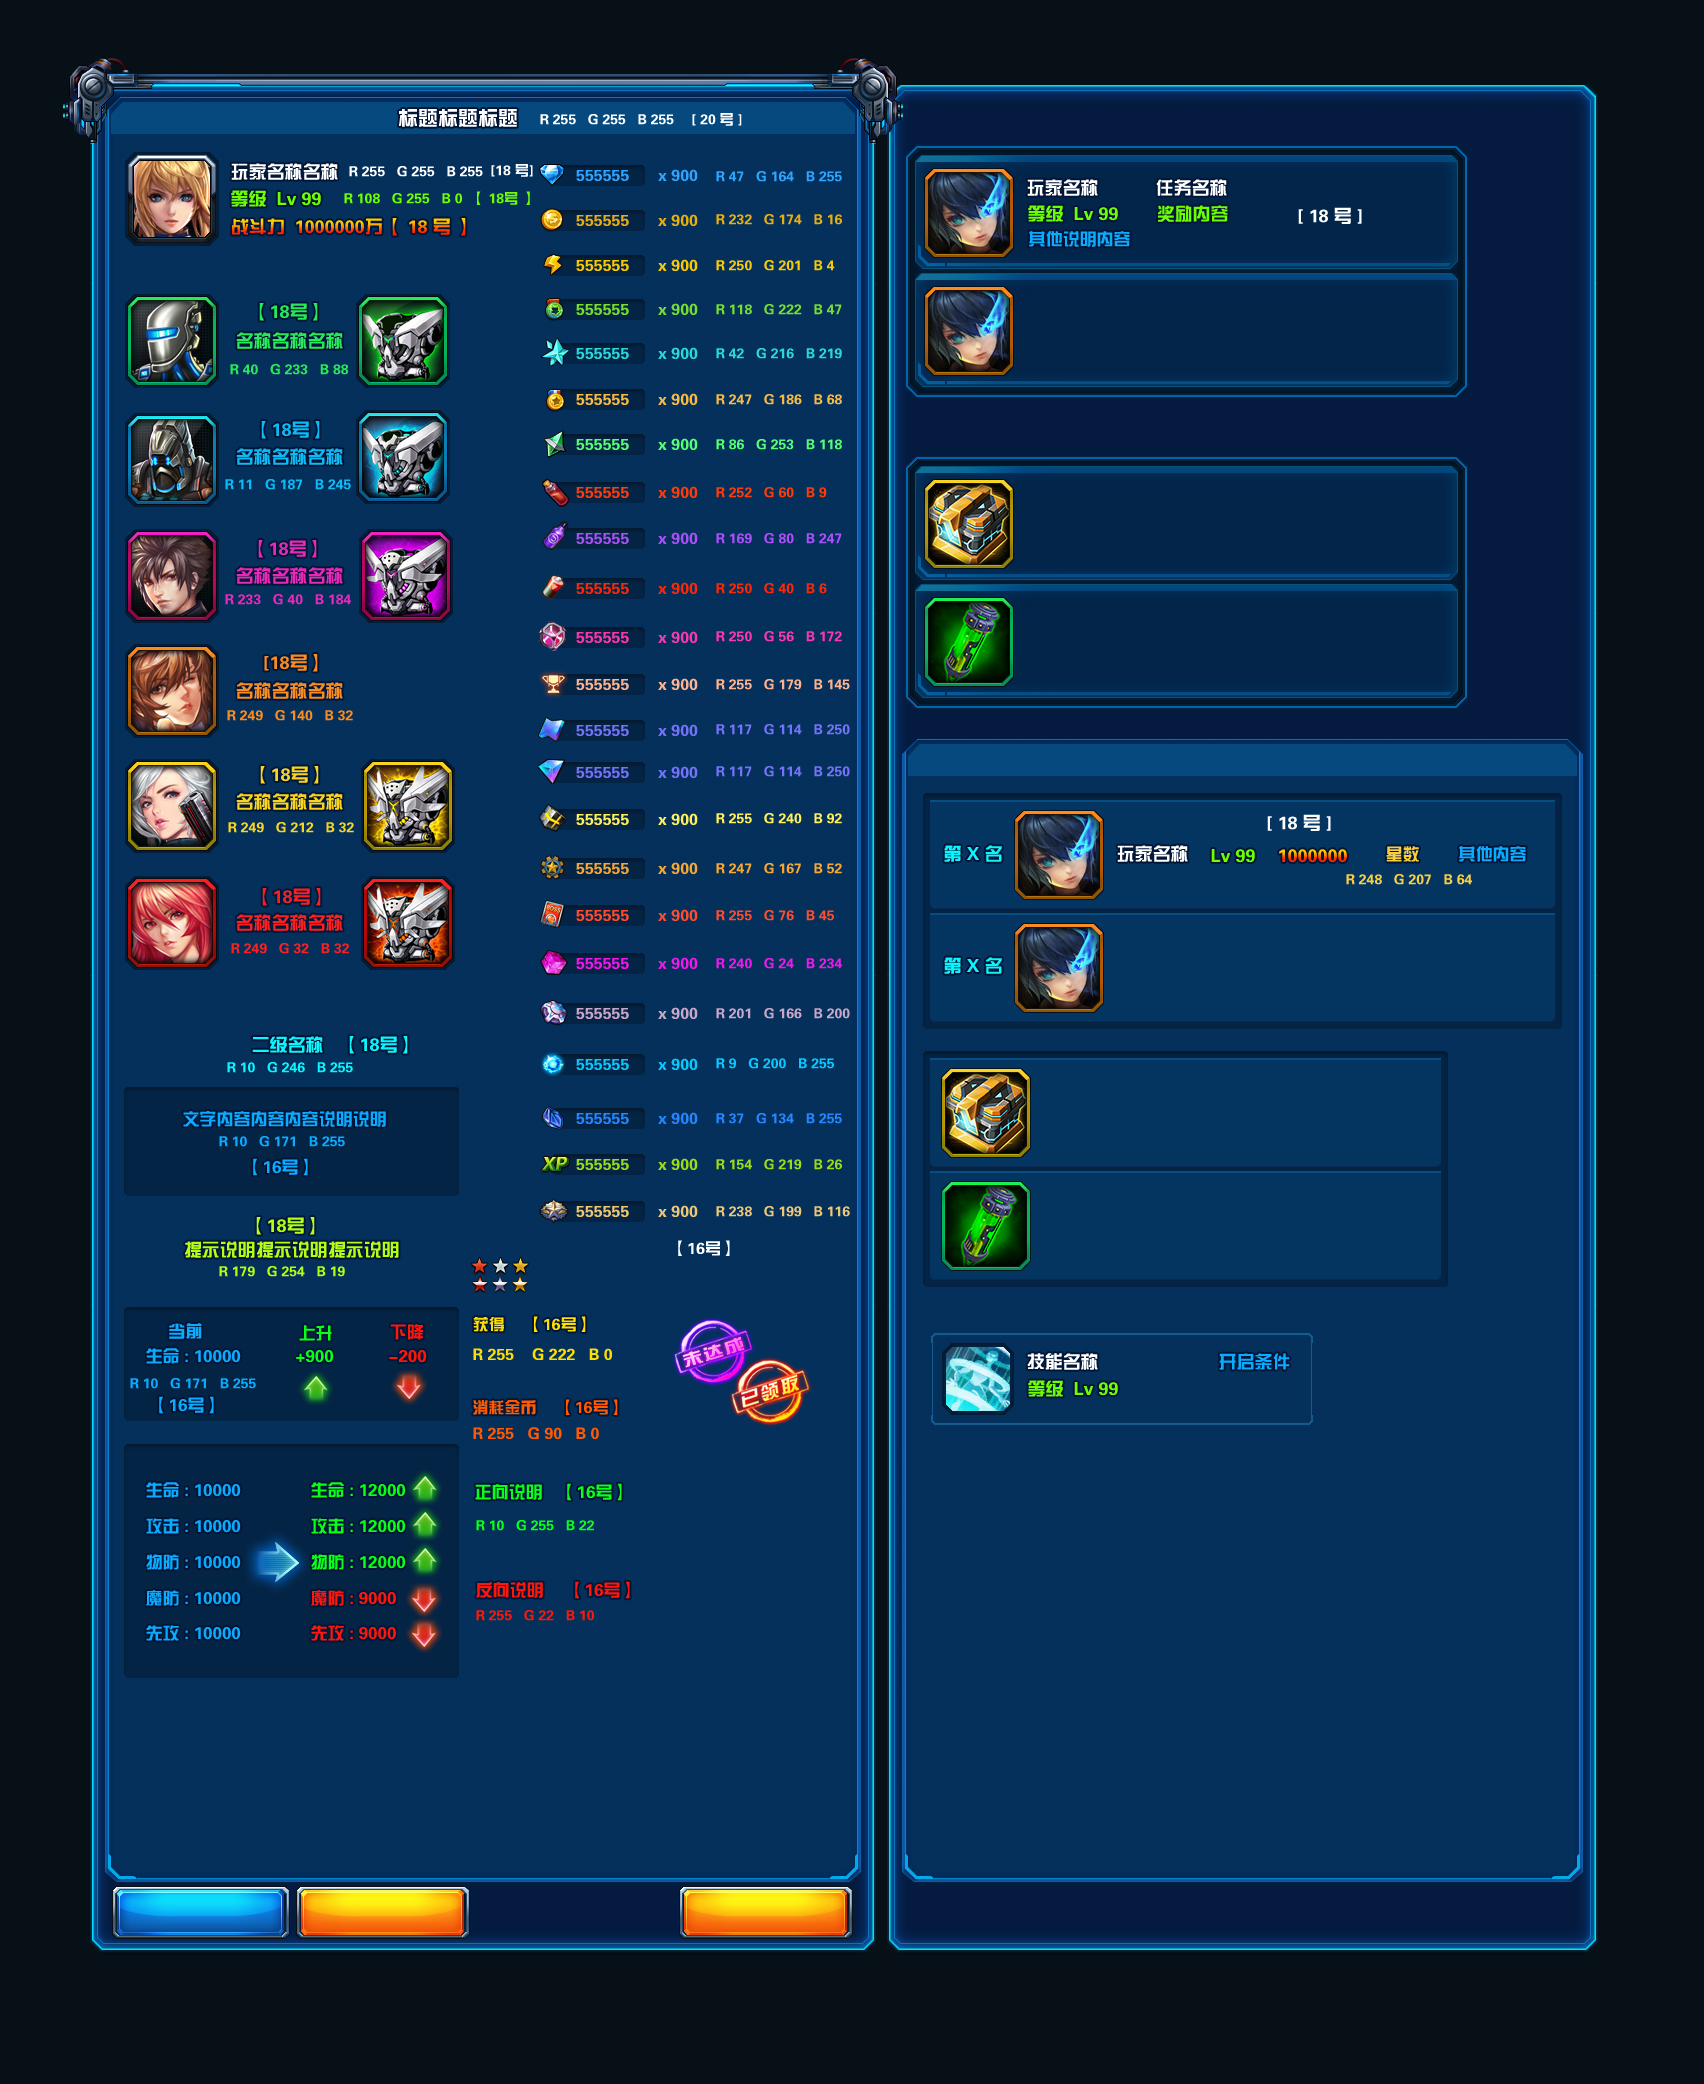 标题标题标题 R 255 G 255 B 255 [ 20 号 ]
玩家名称名称 R 255 G 255 B 255 [18 号]
等级 Lv 99 R 108 G 255 B 0 【 18号 】
战斗力 1000000万【 18 号 】
【 18号 】
名称名称名称
R 40 G 233 B 88
【 18号 】
名称名称名称
R 11 G 187 B 245
【 18号 】
名称名称名称
R 233 G 40 B 184
[18号 】
名称名称名称
R 249 G 140 B 32
【 18号 】
名称名称名称
R 249 G 212 B 32
【 18号 】
名称名称名称
R 249 G 32 B 32
二级名称 【 18号 】
R 10 G 246 B 255
文字内容内容内容说明说明
R 10 G 171 B 255
【 16号 】
【 18号 】
提示说明提示说明提示说明
R 179 G 254 B 19
当前 上升 下降
生命 : 10000 +900 –200
R 10 G 171 B 255
【 16号 】
生命 : 10000 生命 : 12000
攻击 : 10000 攻击 : 12000
物防 : 10000 物防 : 12000
魔防 : 10000 魔防 : 9000
先攻 : 10000 先攻 : 9000
555555 x 900 R 47 G 164 B 255
555555 x 900 R 232 G 174 B 16
555555 x 900 R 250 G 201 B 4
555555 x 900 R 118 G 222 B 47
555555 x 900 R 42 G 216 B 219
555555 x 900 R 247 G 186 B 68
555555 x 900 R 86 G 253 B 118
555555 x 900 R 252 G 60 B 9
555555 x 900 R 169 G 80 B 247
555555 x 900 R 250 G 40 B 6
555555 x 900 R 250 G 56 B 172
555555 x 900 R 255 G 179 B 145
555555 x 900 R 117 G 114 B 250
555555 x 900 R 117 G 114 B 250
555555 x 900 R 255 G 240 B 92
555555 x 900 R 247 G 167 B 52
BOSS 555555 x 900 R 255 G 76 B 45
555555 x 900 R 240 G 24 B 234
555555 x 900 R 201 G 166 B 200
555555 x 900 R 9 G 200 B 255
555555 x 900 R 37 G 134 B 255
XP 555555 x 900 R 154 G 219 B 26
555555 x 900 R 238 G 199 B 116
【 16号 】
获得 【 16号 】
R 255 G 222 B 0
未达成
已领取
消耗金币 【 16号 】
R 255 G 90 B 0
正向说明 【 16号 】
R 10 G 255 B 22
反向说明 【 16号 】
R 255 G 22 B 10
玩家名称 任务名称
等级 Lv 99 奖励内容 [ 18 号 ]
其他说明内容
[ 18 号 ]
第 X 名 玩家名称 Lv 99 1000000 星数 其他内容
R 248 G 207 B 64
第 X 名
技能名称 开启条件
等级 Lv 99